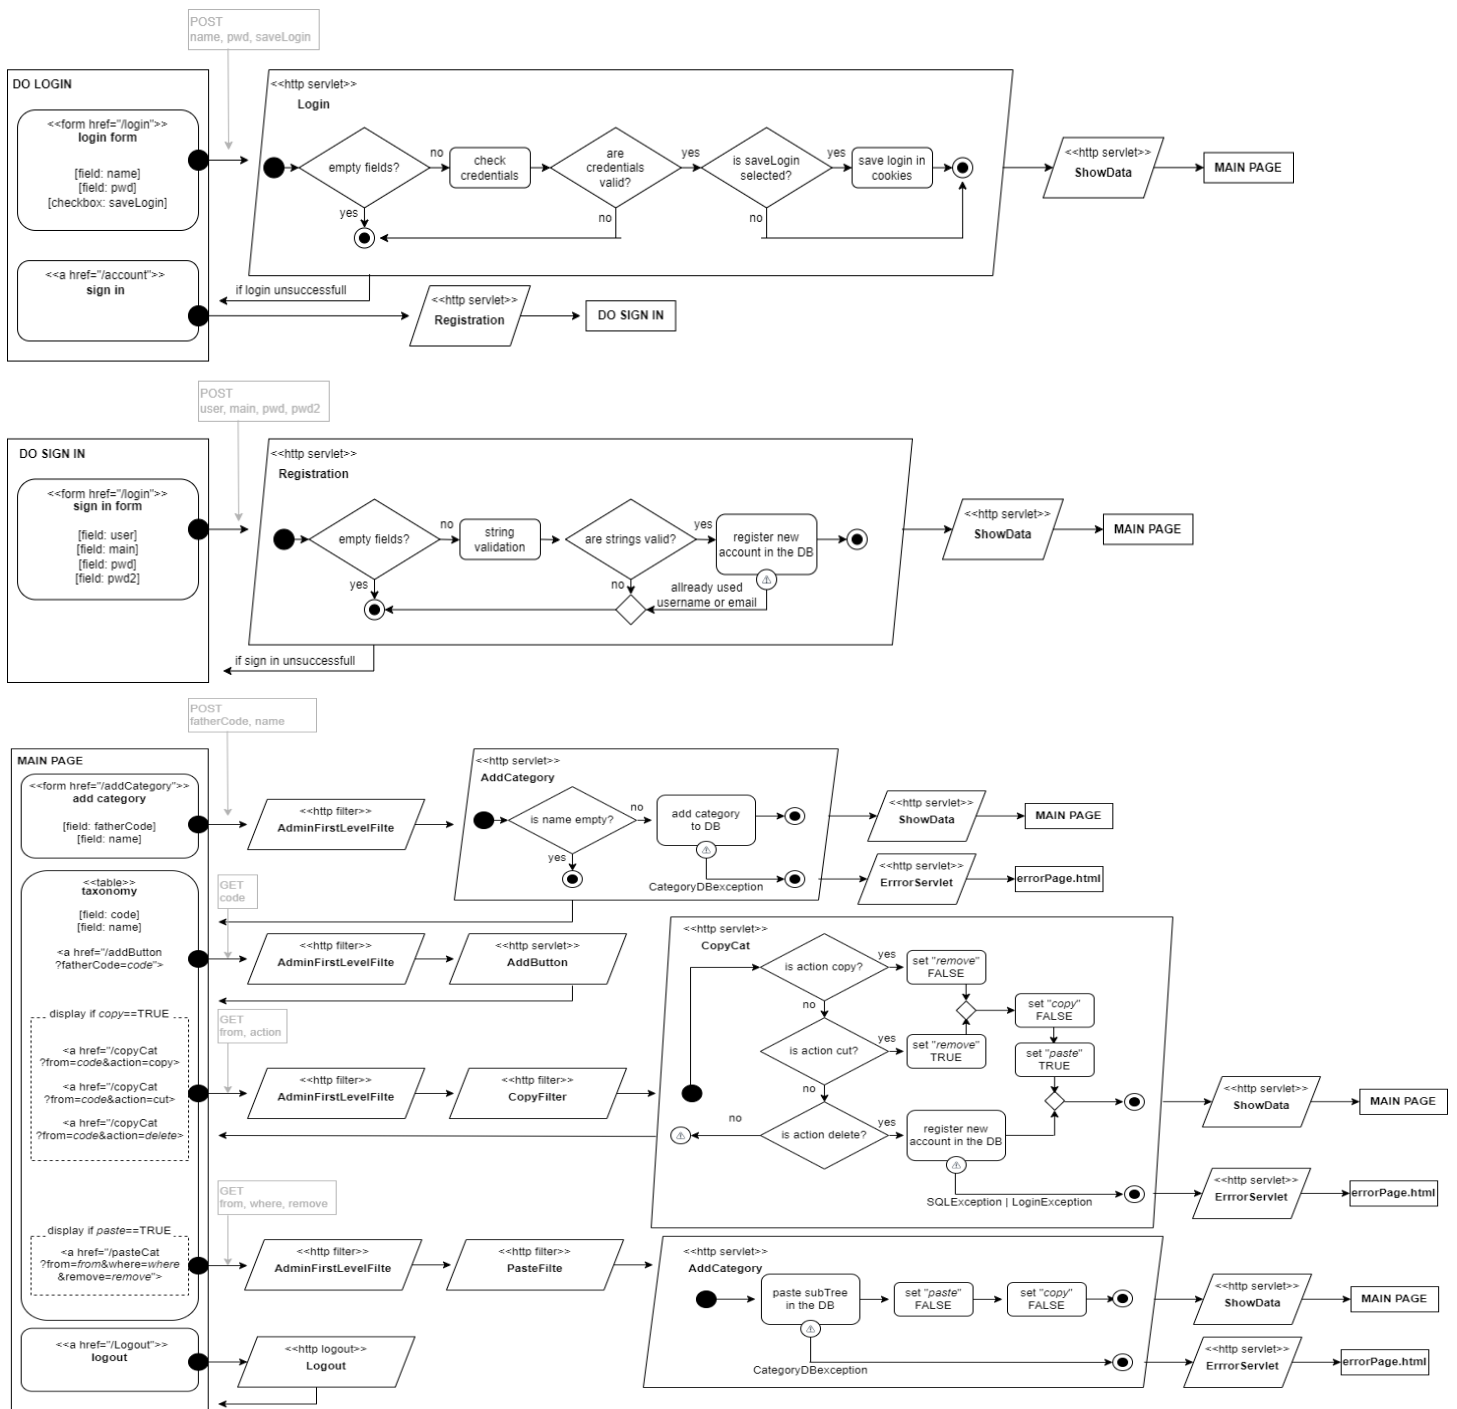 POST
name, pwd, saveLogin
DO LOGIN
<<form href="/login">>
login form
[field: name]
[field: pwd]
[checkbox: saveLogin]
<<a href="/account">>
sign in
<<http servlet>>
Login
empty fields?
no
yes
check
credentials
are
credentials
valid?
yes
no
is saveLogin
selected?
yes
no
save login in
cookies
<<http servlet>>
ShowData
MAIN PAGE
if login unsuccessfull
<<http servlet>>
Registration
DO SIGN IN
POST
user, main, pwd, pwd2
DO SIGN IN
<<form href="/login">>
sign in form
[field: user]
[field: main]
[field: pwd]
[field: pwd2]
<<http servlet>>
Registration
empty fields?
no
yes
string
validation
are strings valid?
yes
no
register new
account in the DB
allready used
username or email
<<http servlet>>
ShowData
MAIN PAGE
if sign in unsuccessfull
POST
fatherCode, name
MAIN PAGE
<<form href="/addCategory">>
add category
[field: fatherCode]
[field: name]
<<http filter>>
AdminFirstLevelFilte
<<http servlet>>
AddCategory
is name empty?
no
yes
add category
to DB
CategoryDBexception
<<http servlet>>
ShowData
MAIN PAGE
<<http servlet>>
ErrrorServlet
errorPage.html
<<table>>
taxonomy
[field: code]
[field: name]
<a href="/addButton
?fatherCode=code">
GET
code
<<http filter>>
AdminFirstLevelFilte
<<http servlet>>
AddButton
display if copy==TRUE
<a href="/copyCat
?from=code&action=copy>
<a href="/copyCat
?from=code&action=cut>
<a href="/copyCat
?from=code&action=delete>
GET
from, action
<<http filter>>
AdminFirstLevelFilte
<<http filter>>
CopyFilter
<<http servlet>>
CopyCat
is action copy?
yes
no
set "remove"
FALSE
is action cut?
yes
no
set "remove"
TRUE
set "copy"
FALSE
set "paste"
TRUE
is action delete?
yes
no
register new
account in the DB
SQLException | LoginException
<<http servlet>>
ShowData
MAIN PAGE
<<http servlet>>
ErrrorServlet
errorPage.html
display if paste==TRUE
<a href="/pasteCat
?from=from&where=where
&remove=remove">
GET
from, where, remove
<<http filter>>
AdminFirstLevelFilte
<<http filter>>
PasteFilte
<<http servlet>>
AddCategory
paste subTree
in the DB
set "paste"
FALSE
set "copy"
FALSE
CategoryDBexception
<<http servlet>>
ShowData
MAIN PAGE
<<http servlet>>
ErrrorServlet
errorPage.html
<<a href="/Logout">>
logout
<<http logout>>
Logout